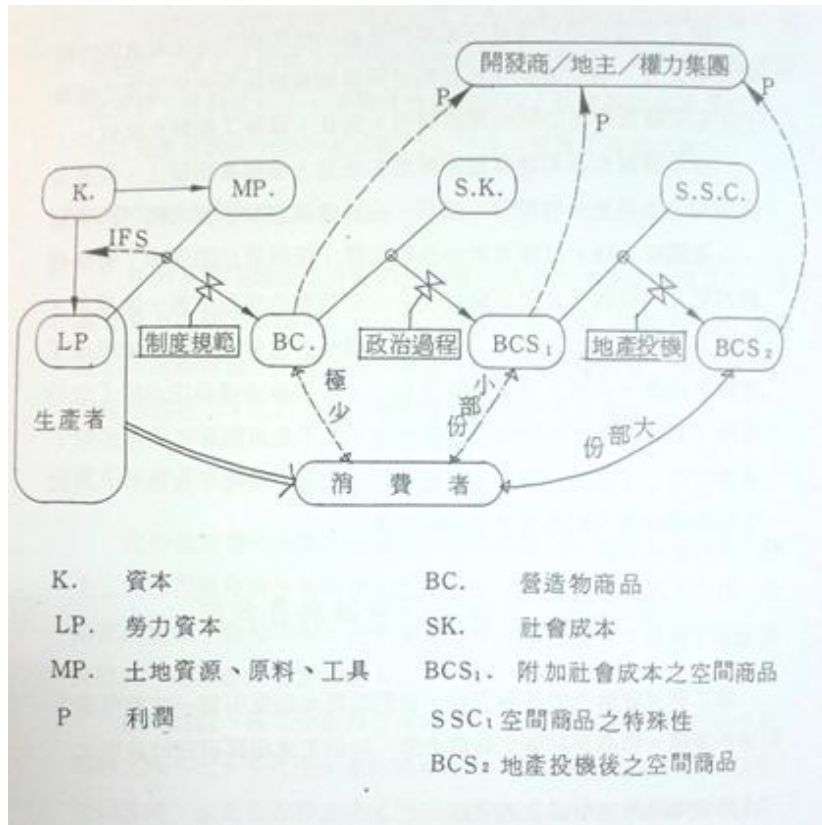 開發商／地主／權力集團
P
P
P
K.
MP.
S.K.
S.S.C.
IFS
LP
制度規範
BC.
政治過程
BCS₁
地產投機
BCS₂
生產者
極少
小部份
大部份
消費者
K. 資本
BC. 營造物商品
LP. 勞力資本
SK. 社會成本
MP. 土地資源、原料、工具
BCS₁. 附加社會成本之空間商品
P 利潤
SSC₁ 空間商品之特殊性
BCS₂ 地產投機後之空間商品